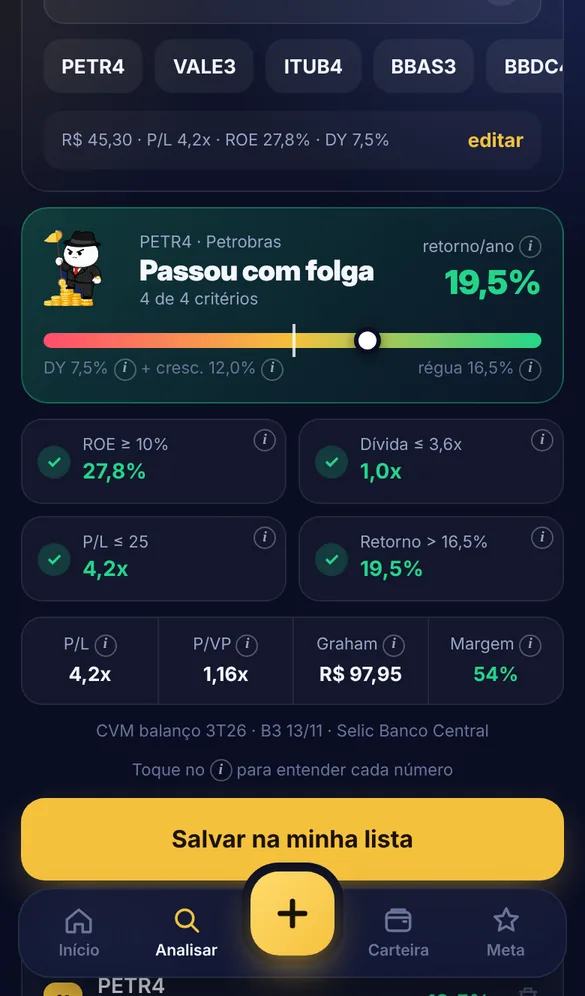 PETR4 VALE3 ITUB4 BBAS3 BBDC4
R$ 45,30 · P/L 4,2x · ROE 27,8% · DY 7,5% editar
PETR4 · Petrobras
Passou com folga
4 de 4 critérios
retorno/ano i
19,5%
DY 7,5% i + cresc. 12,0% i régua 16,5% i
ROE ≥ 10% i
27,8%
Dívida ≤ 3,6x i
1,0x
P/L ≤ 25 i
4,2x
Retorno > 16,5% i
19,5%
P/L i P/VP i Graham i Margem i
4,2x 1,16x R$ 97,95 54%
CVM balanço 3T26 · B3 13/11 · Selic Banco Central
Toque no i para entender cada número
Salvar na minha lista
Início Analisar + Carteira Meta
PETR4